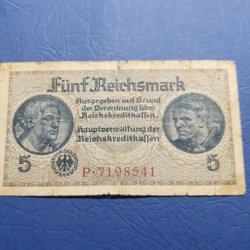 Fünf Reichsmark
Ausgegeben auf Grund
der Verordnung über
Reichskreditkassen
Hauptverwaltung der
Reichskreditkassen
5 5
P·7198541